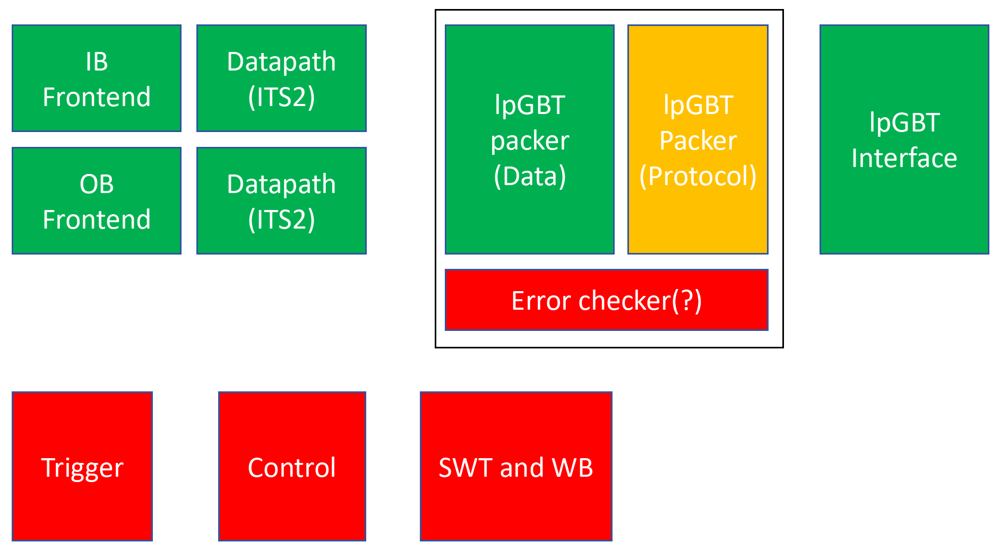 IB
Frontend
Datapath
(ITS2)
OB
Frontend
Datapath
(ITS2)
lpGBT
packer
(Data)
lpGBT
Packer
(Protocol)
Error checker(?)
lpGBT
Interface
Trigger
Control
SWT and WB